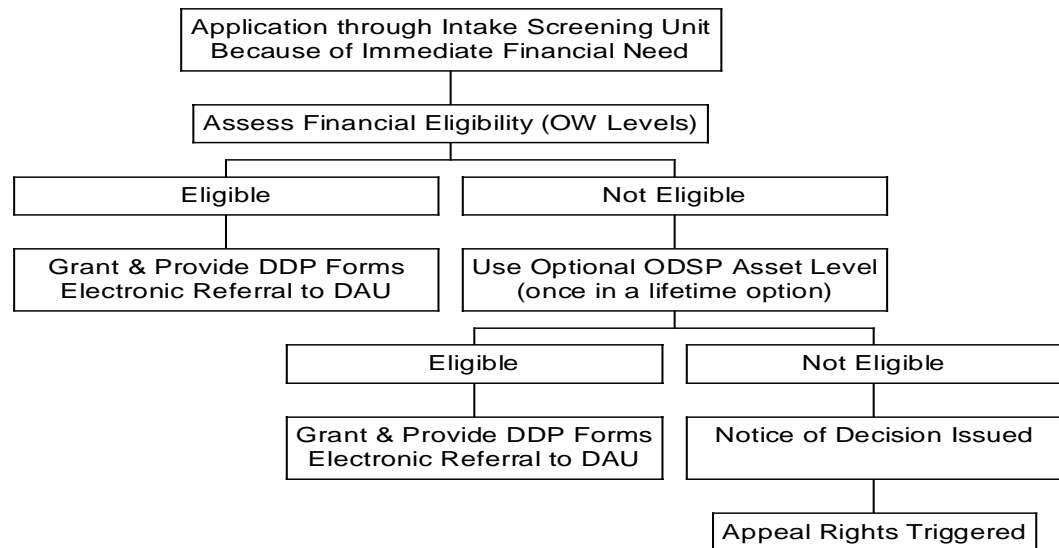 Application through Intake Screening Unit
Because of Immediate Financial Need
Assess Financial Eligibility (OW Levels)
Eligible
Not Eligible
Grant & Provide DDP Forms
Electronic Referral to DAU
Use Optional ODSP Asset Level
(once in a lifetime option)
Eligible
Not Eligible
Grant & Provide DDP Forms
Electronic Referral to DAU
Notice of Decision Issued
Appeal Rights Triggered